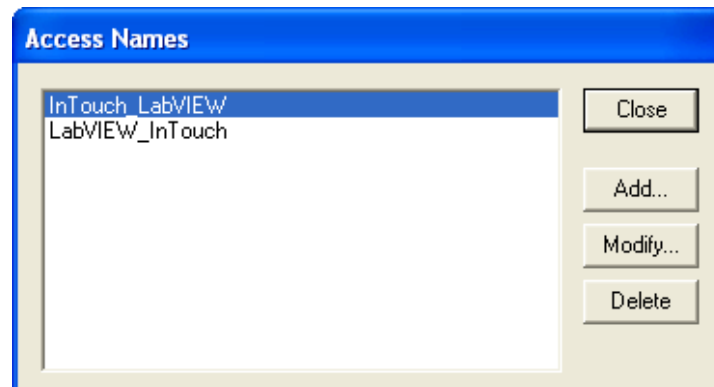 Access Names
InTouch_LabVIEW
LabVIEW_InTouch
Close
Add...
Modify...
Delete